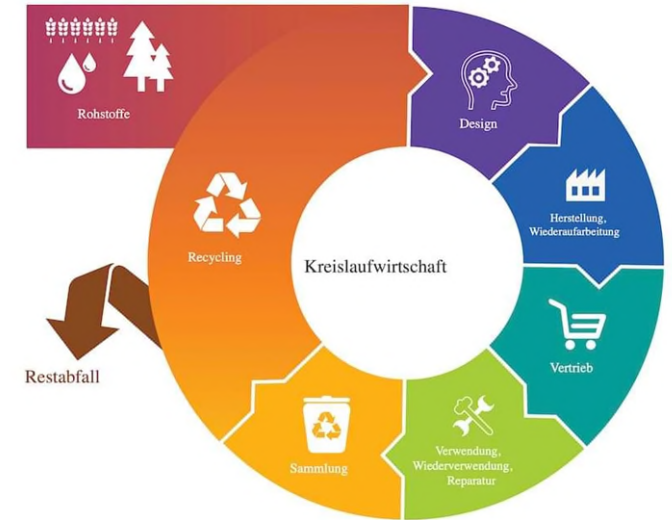 Rohstoffe
Design
Herstellung,
Wiederaufarbeitung
Recycling
Kreislaufwirtschaft
Vertrieb
Restabfall
Verwendung,
Wiederverwendung,
Reparatur
Sammlung